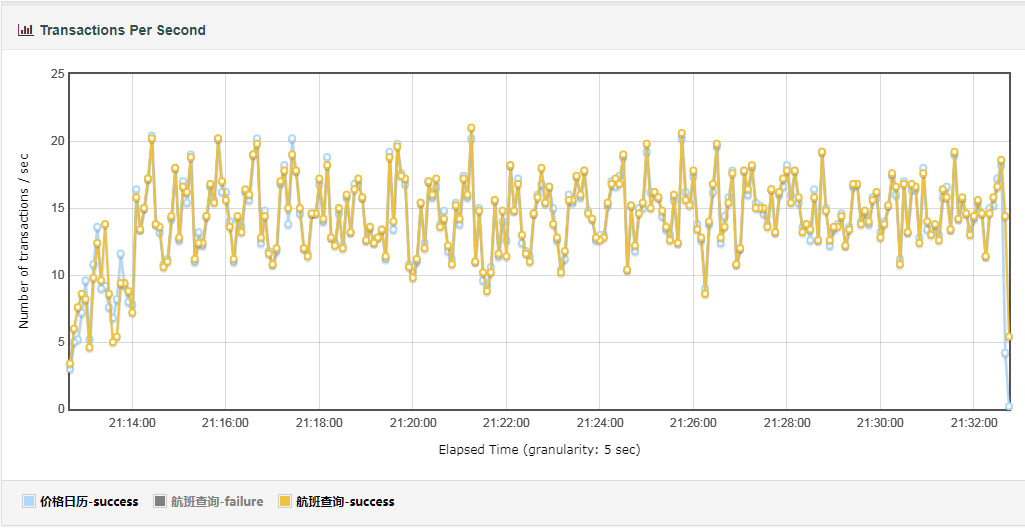 Transactions Per Second
Number of transactions / sec
25
20
15
10
5
0
21:14:00 21:16:00 21:18:00 21:20:00 21:22:00 21:24:00 21:26:00 21:28:00 21:30:00 21:32:00
Elapsed Time (granularity: 5 sec)
价格日历-success 航班查询-failure 航班查询-success